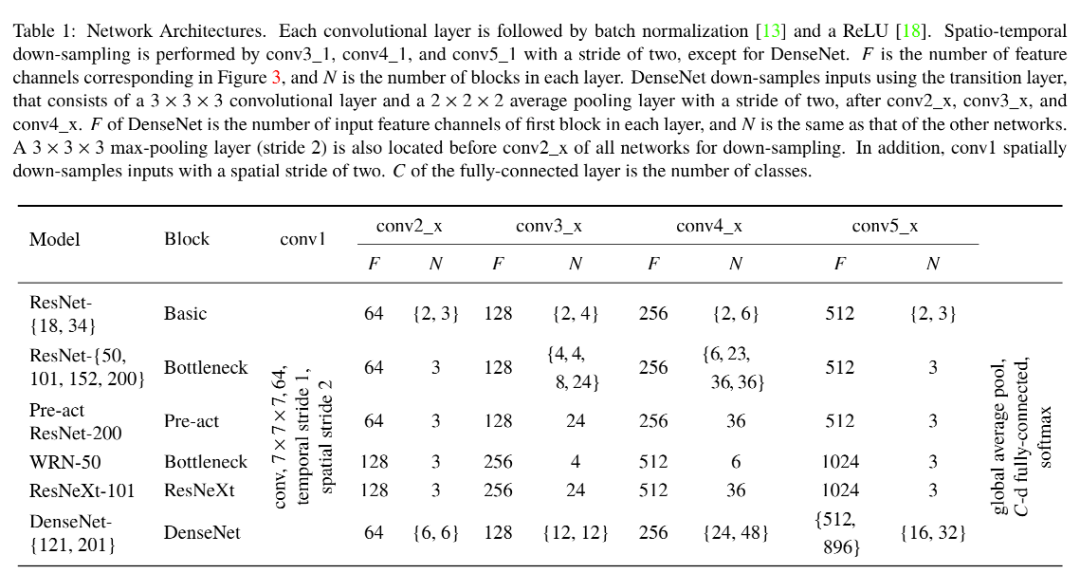 Table 1: Network Architectures. Each convolutional layer is followed by batch normalization [13] and a ReLU [18]. Spatio-temporal
down-sampling is performed by conv3_1, conv4_1, and conv5_1 with a stride of two, except for DenseNet. F is the number of feature
channels corresponding in Figure 3, and N is the number of blocks in each layer. DenseNet down-samples inputs using the transition layer,
that consists of a 3 × 3 × 3 convolutional layer and a 2 × 2 × 2 average pooling layer with a stride of two, after conv2_x, conv3_x, and
conv4_x. F of DenseNet is the number of input feature channels of first block in each layer, and N is the same as that of the other networks.
A 3 × 3 × 3 max-pooling layer (stride 2) is also located before conv2_x of all networks for down-sampling. In addition, conv1 spatially
down-samples inputs with a spatial stride of two. C of the fully-connected layer is the number of classes.
Model Block conv1 conv2_x conv3_x conv4_x conv5_x
F N F N F N F N
ResNet-
{18, 34} Basic 64 {2, 3} 128 {2, 4} 256 {2, 6} 512 {2, 3}
ResNet-{50,
101, 152, 200} Bottleneck 64 3 128 {4, 4,
8, 24} 256 {6, 23,
36, 36} 512 3
Pre-act
ResNet-200 Pre-act 64 3 128 24 256 36 512 3
WRN-50 Bottleneck 128 3 256 4 512 6 1024 3
ResNeXt-101 ResNeXt 128 3 256 24 512 36 1024 3
DenseNet-
{121, 201} DenseNet 64 {6, 6} 128 {12, 12} 256 {24, 48} {512,
896} {16, 32}
conv, 7 × 7 × 7, 64,
temporal stride 1,
spatial stride 2
global average pool,
C-d fully-connected,
softmax